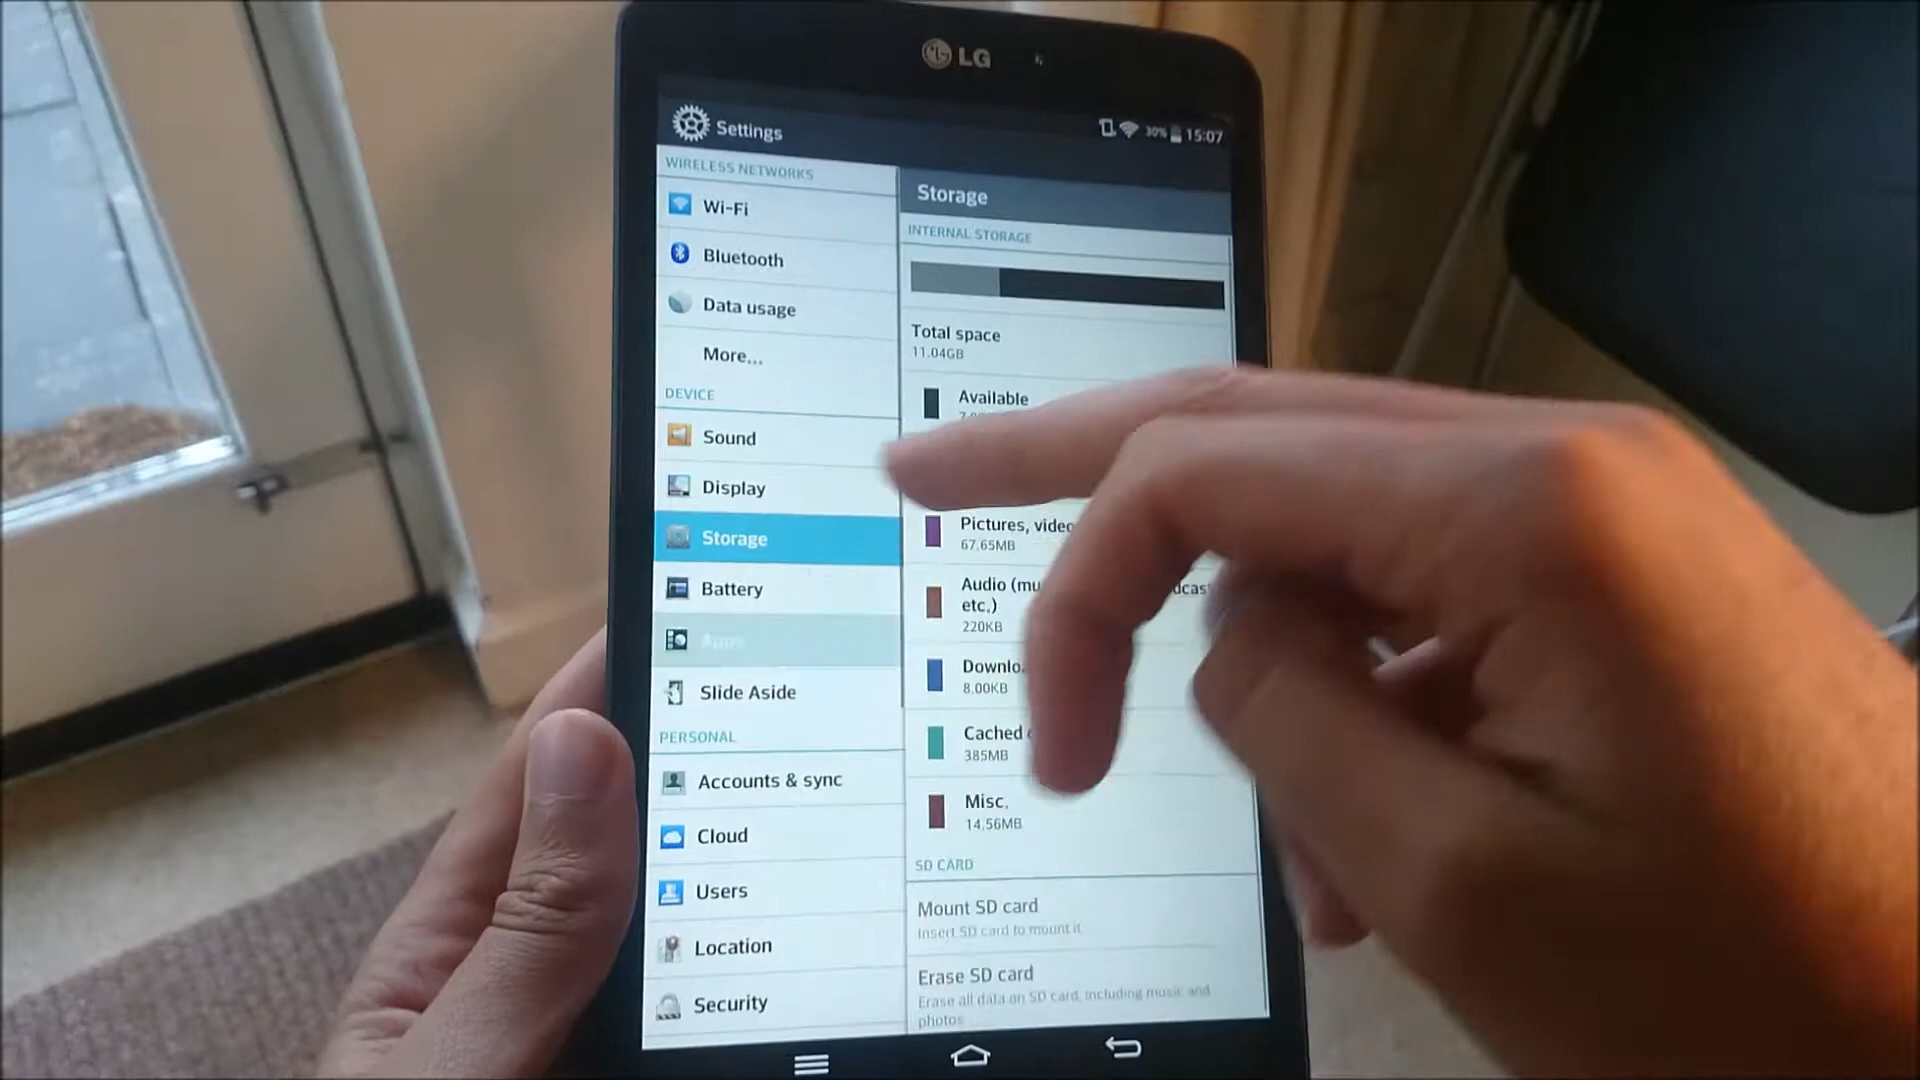 LG
Settings
30% 15:07
WIRELESS NETWORKS
Wi-Fi
Bluetooth
Data usage
More...
DEVICE
Sound
Display
Storage
Battery
Apps
Slide Aside
PERSONAL
Accounts & sync
Cloud
Users
Location
Security
Storage
INTERNAL STORAGE
Total space
11.04GB
Available
Pictures,
67.65MB
Audio
etc.)
220KB
8.00KB
Cached
385MB
Misc.
14.56MB
SD CARD
Mount SD card
Insert SD card to mount it
Erase SD card
Erase all data on SD card, including music and
photos